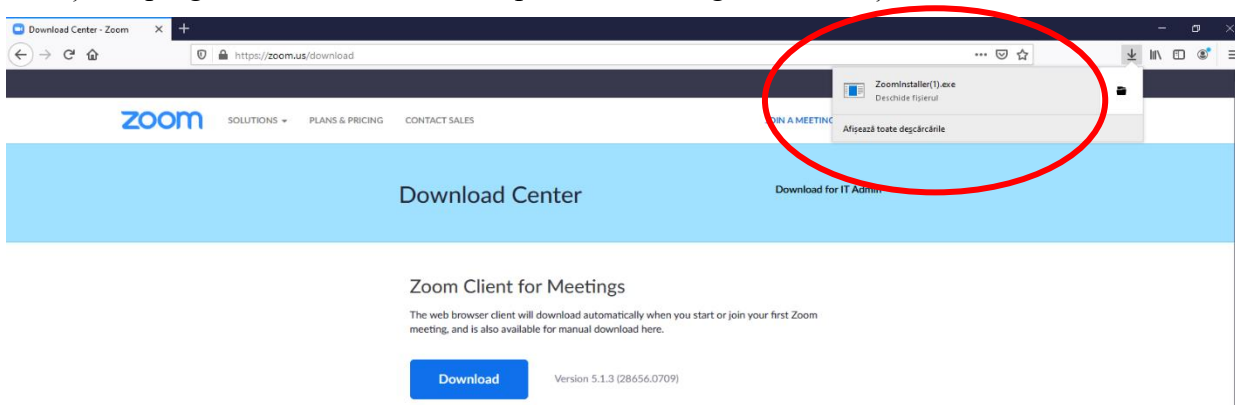 Download Center - Zoom
https://zoom.us/download
ZoomInstaller(1).exe
Deschide fișierul
Afișează toate descărcările
zoom
SOLUTIONS
PLANS & PRICING
CONTACT SALES
JOIN A MEETING
Download Center
Download for IT Admin
Zoom Client for Meetings
The web browser client will download automatically when you start or join your first Zoom
meeting, and is also available for manual download here.
Download
Version 5.1.3 (28656.0709)